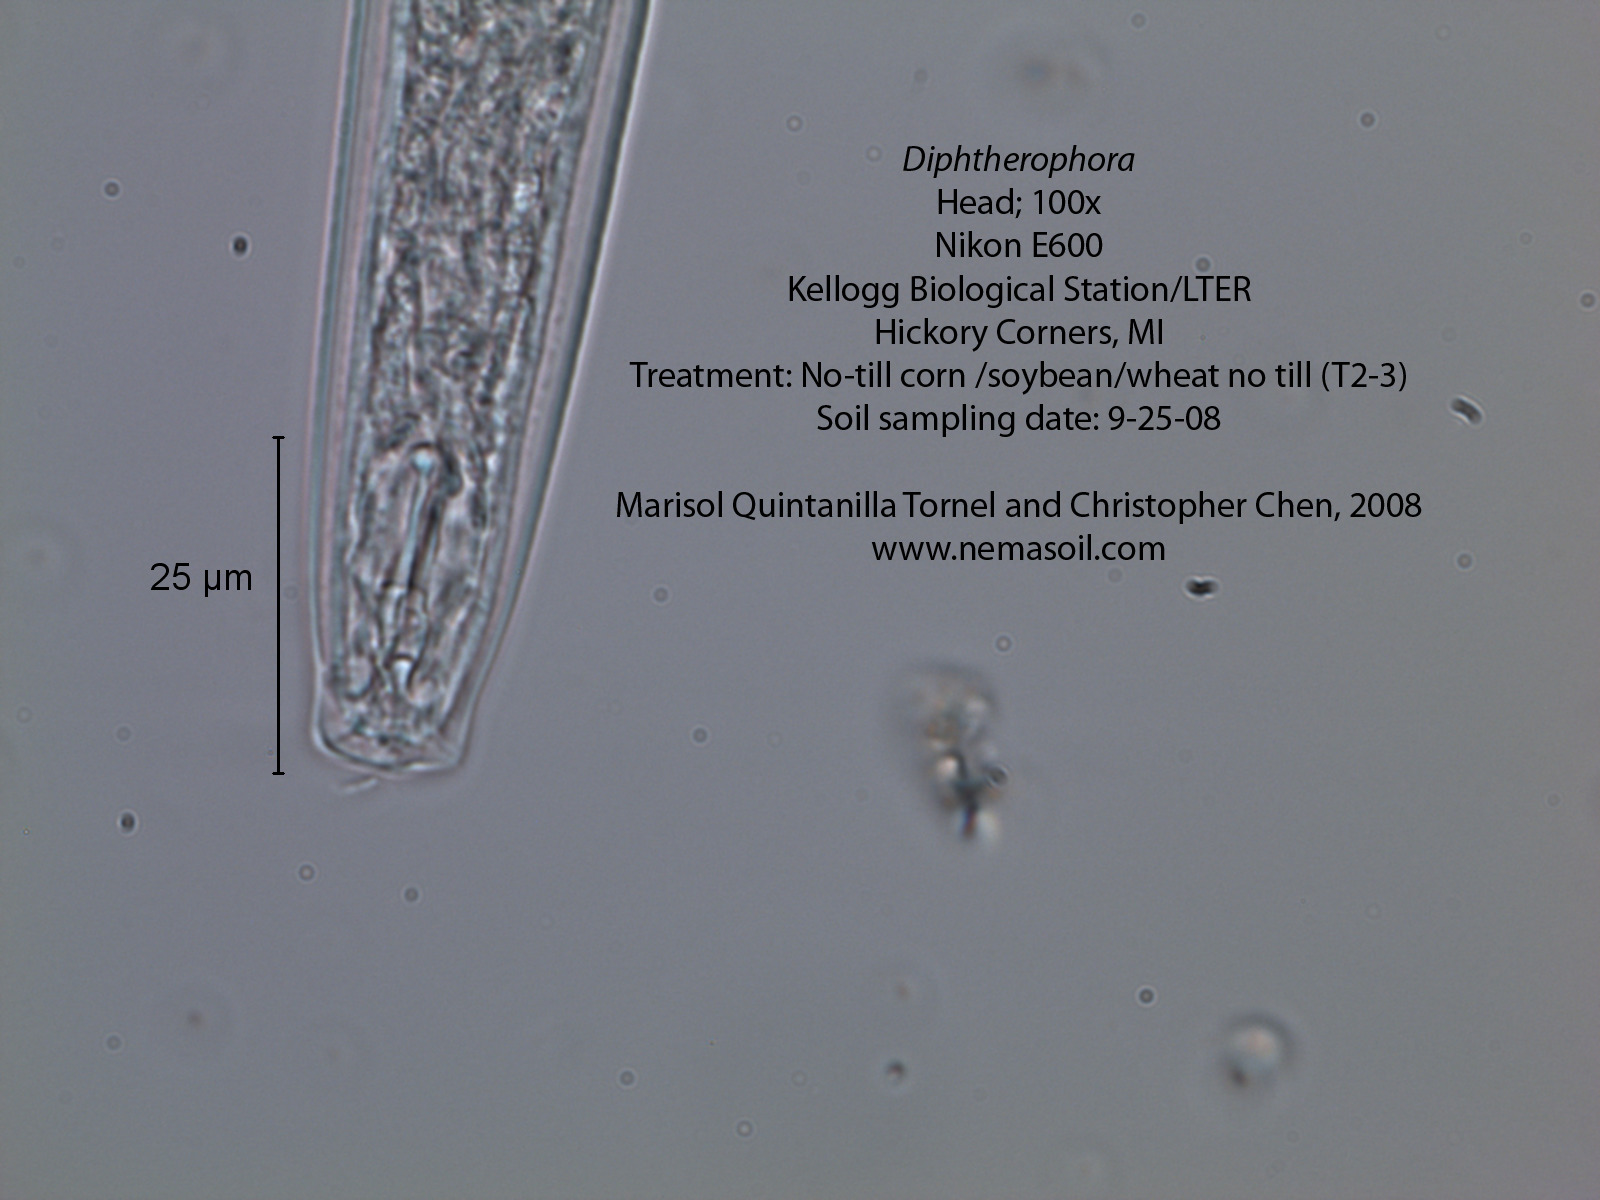 Diphtherophora
Head; 100x
Nikon E600
Kellogg Biological Station/LTER
Hickory Corners, MI
Treatment: No-till corn /soybean/wheat no till (T2-3)
Soil sampling date: 9-25-08
Marisol Quintanilla Tornel and Christopher Chen, 2008
www.nemasoil.com
25 µm